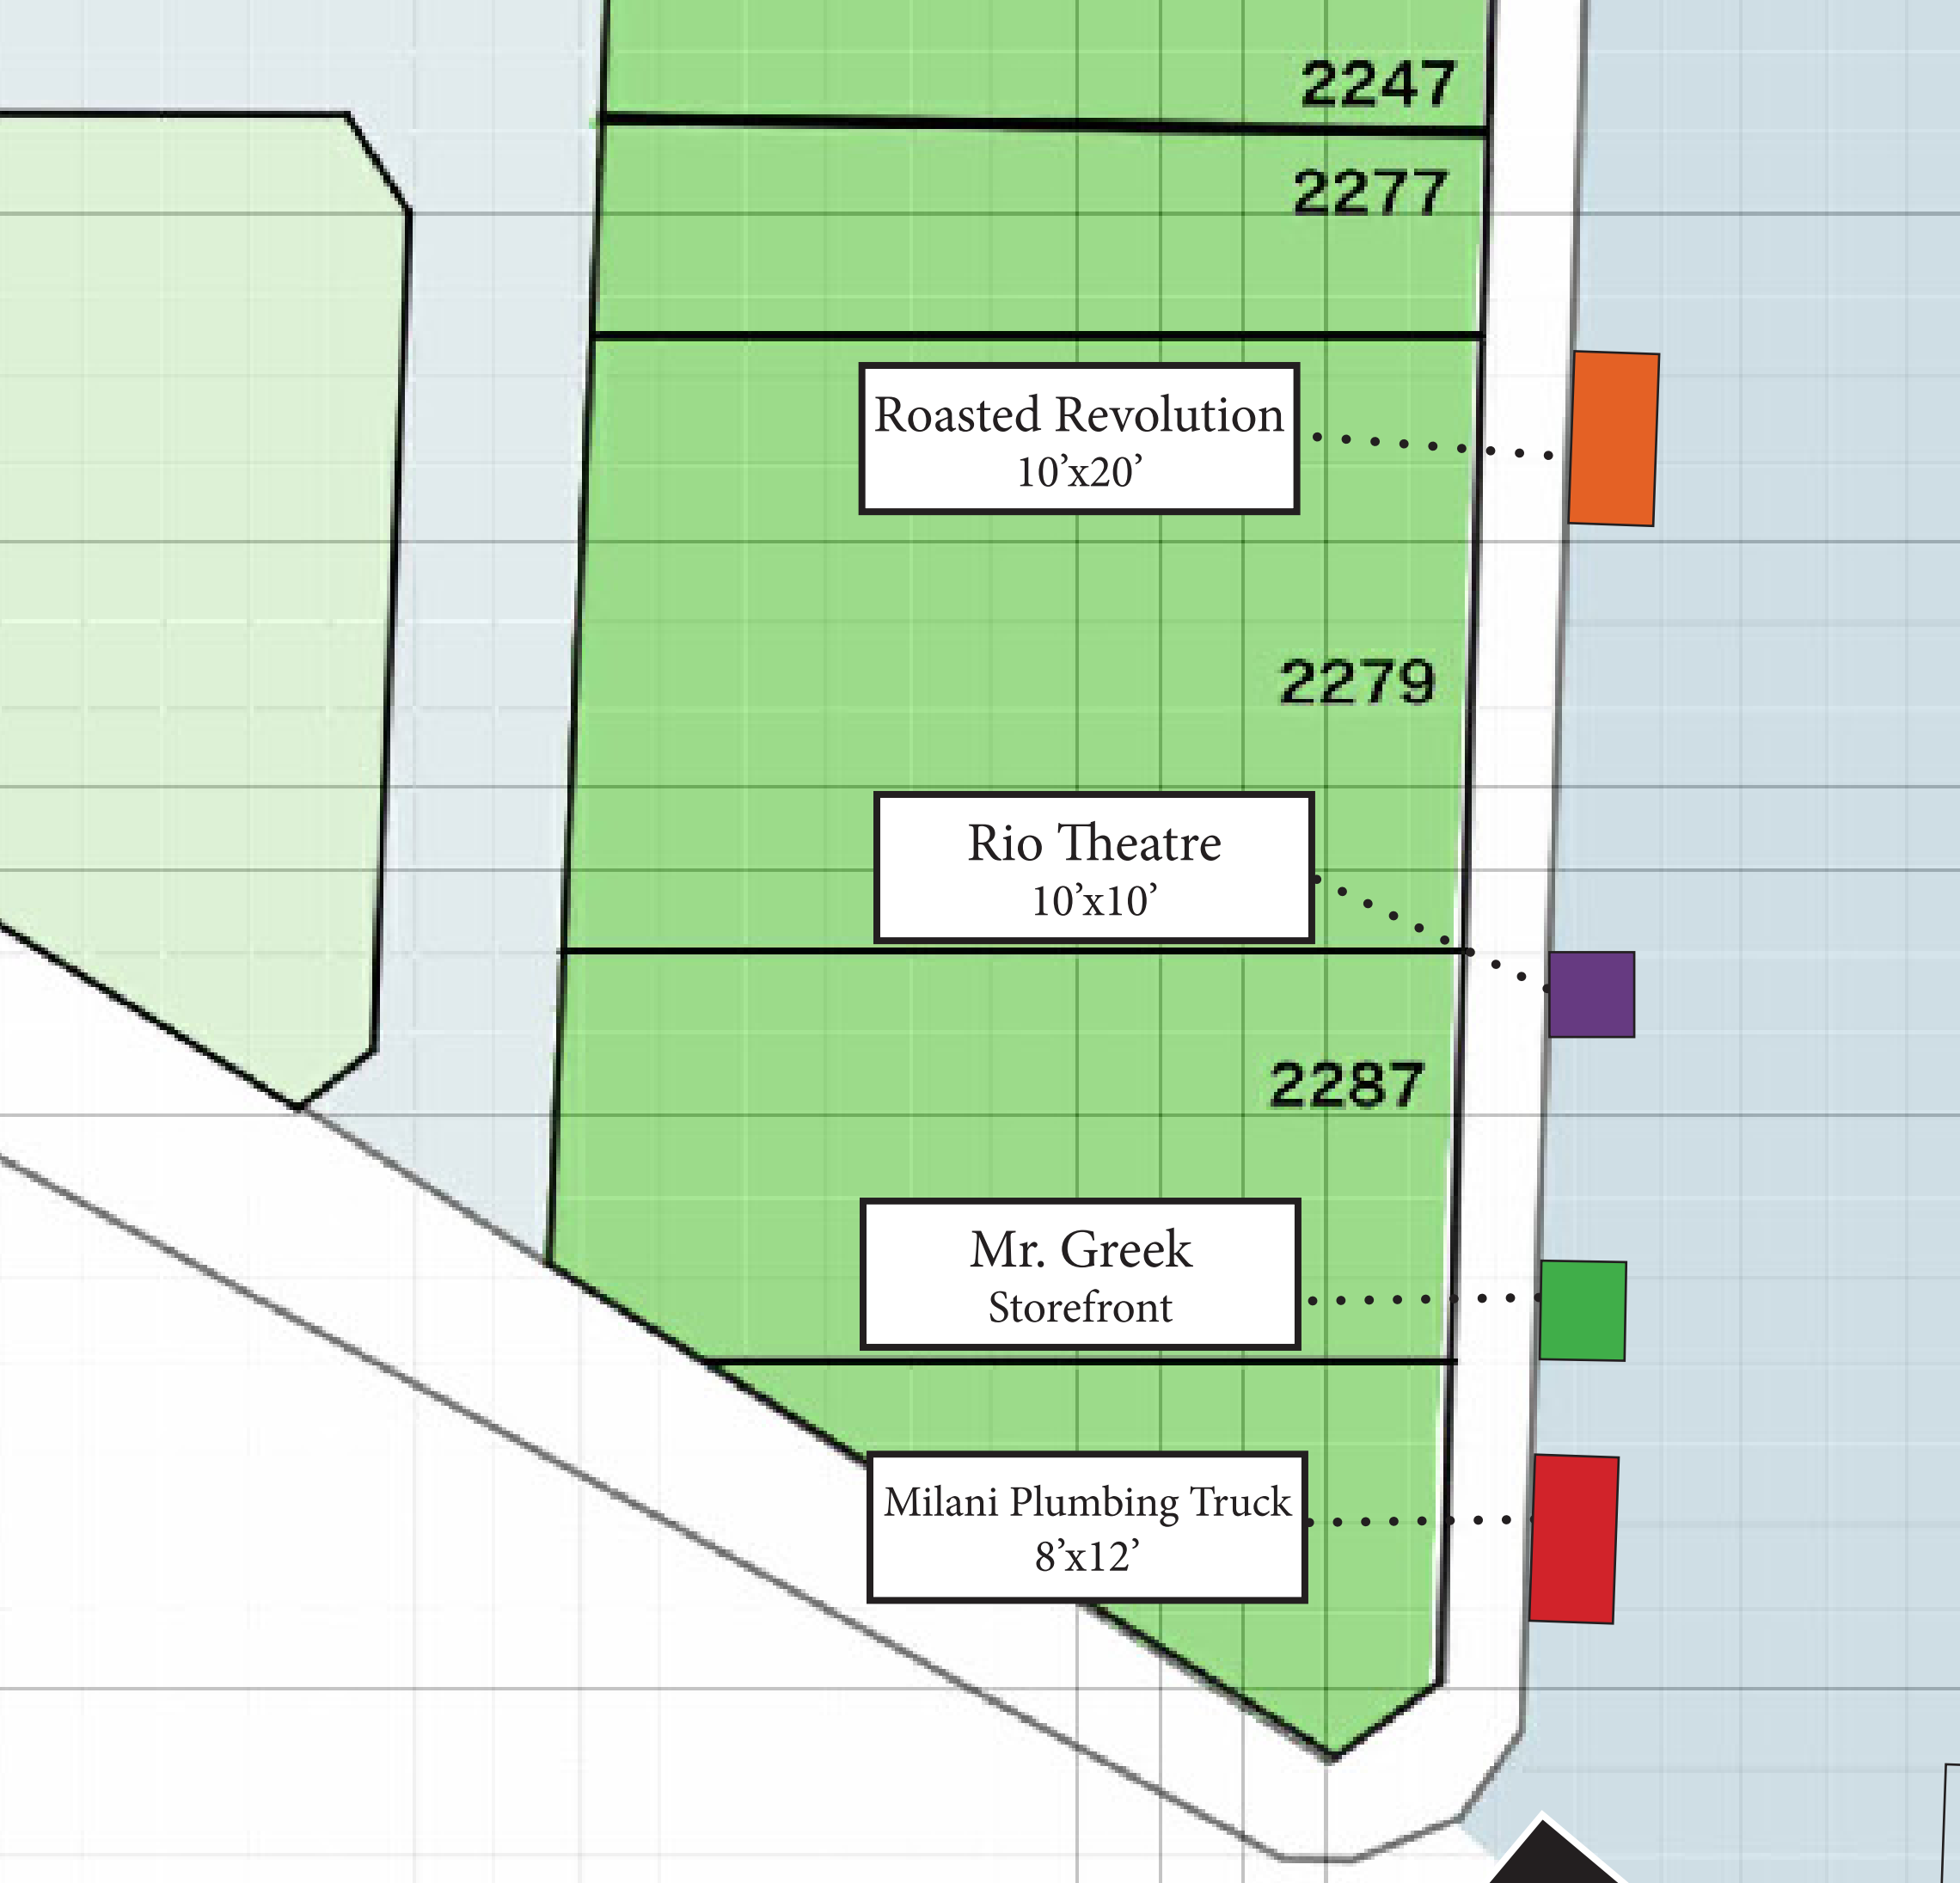 2247
2277
Roasted Revolution
10’x20’
2279
Rio Theatre
10’x10’
2287
Mr. Greek
Storefront
Milani Plumbing Truck
8’x12’